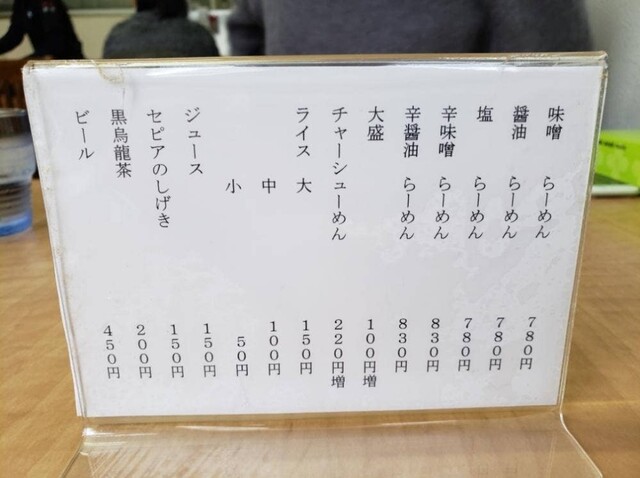 味噌 らーめん 780円
醤油 らーめん 780円
塩 らーめん 780円
辛味噌 らーめん 830円
辛醤油 らーめん 830円
大盛 100円増
チャーシューめん 220円増
ライス 大 150円
中 100円
小 50円
ジュース 150円
セピアのしげき 150円
黒烏龍茶 200円
ビール 450円